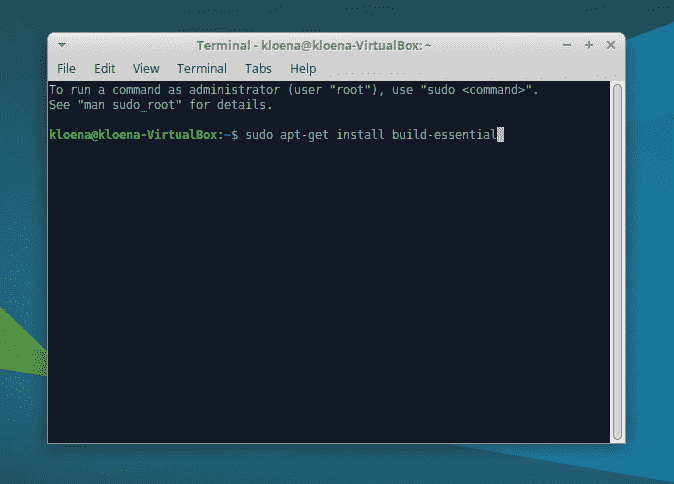 Terminal - kloena@kloena-VirtualBox: ~
File Edit View Terminal Tabs Help
To run a command as administrator (user "root"), use "sudo <command>".
See "man sudo_root" for details.
kloena@kloena-VirtualBox:~$ sudo apt-get install build-essential